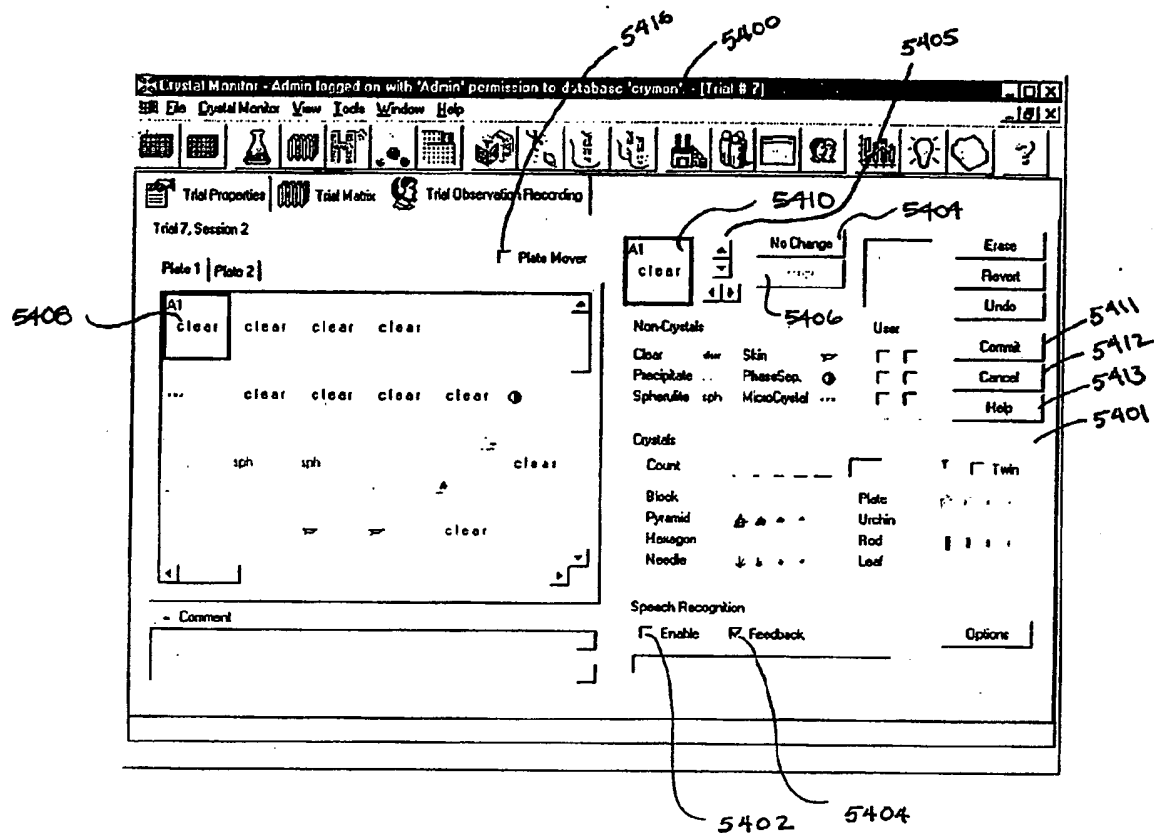 5416 5400 5405
Crystal Monitor - Admin logged on with 'Admin' permission to database 'crymon'. - [Trial # 7]
File Crystal Monitor View Tools Window Help
Trial Properties Trial Matrix Trial Observation Recording
5410 5404
Trial 7, Session 2
Plate Mover
A1
clear
No Change
Erase
Plate 1 Plate 2
Revert
5408
A1
clear clear clear clear
5406
Undo
5411
Non-Crystals User
Commit
5412
Clear Skin
Cancel
5413
Precipitate PhaseSep.
Spherulite sph MicroCrystal
Help
5401
clear clear clear clear
Crystals
sph sph clear
Count Twin
Block Plate
Pyramid Urchin
clear
Hexagon Rod
Needle Leaf
Comment
Speech Recognition
Enable Feedback Options
5402 5404